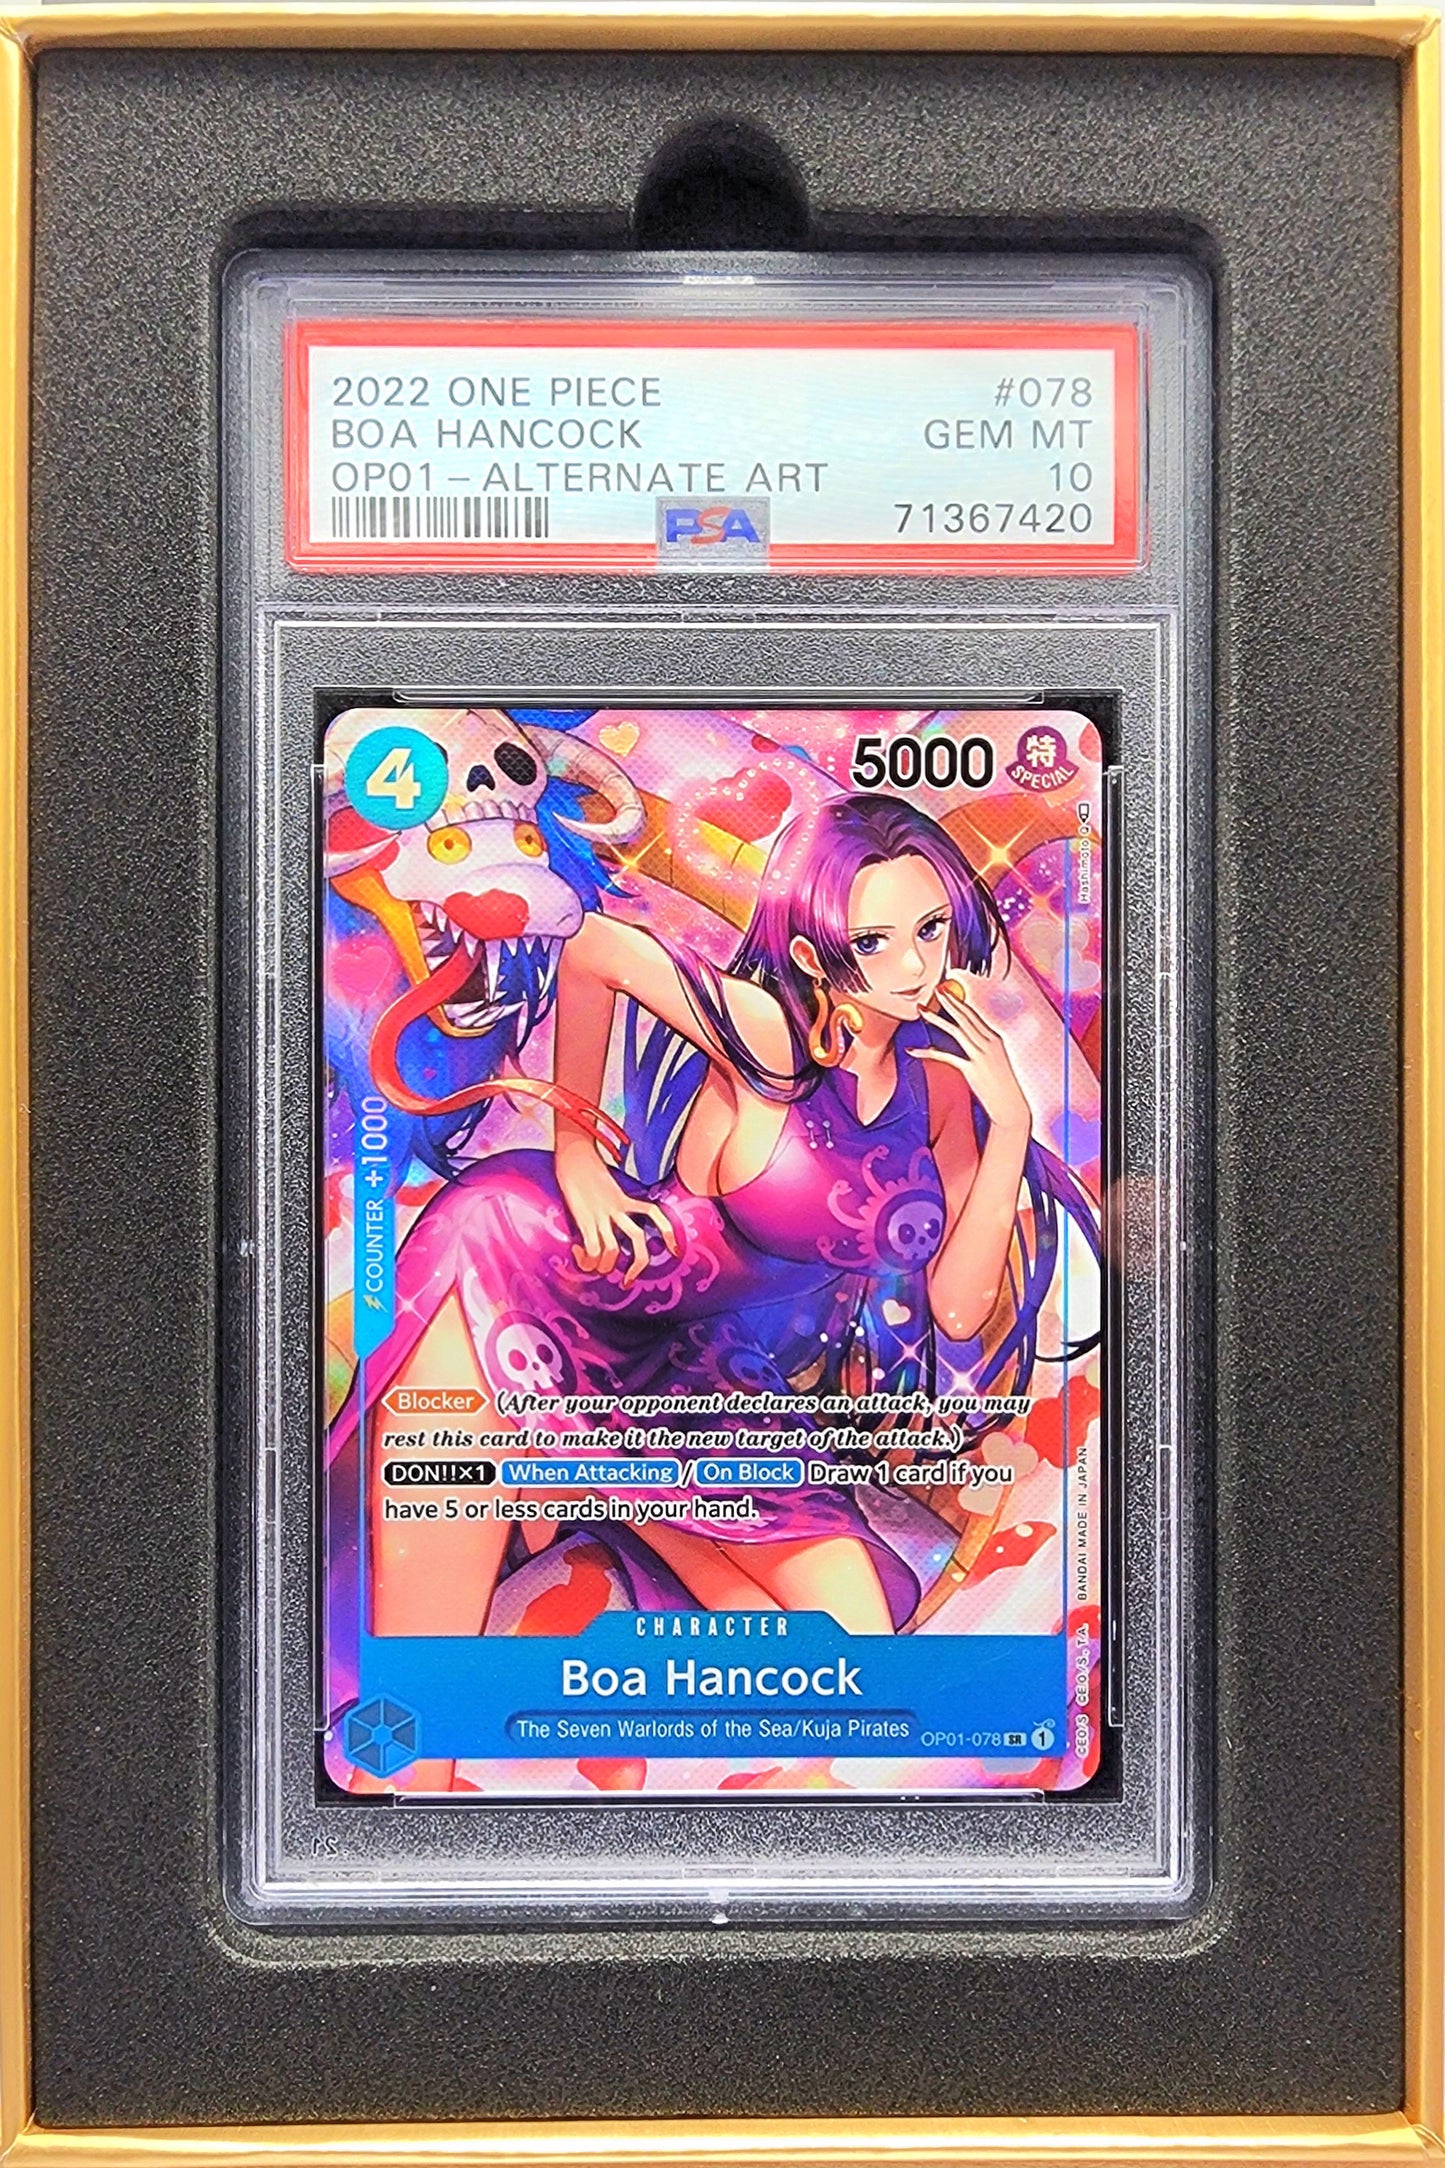 2022 ONE PIECE #078
BOA HANCOCK GEM MT
OP01 – ALTERNATE ART 10
PSA 71367420
4
5000
特
SPECIAL
Hashimoto Q
COUNTER +1000
Blocker (After your opponent declares an attack, you may
rest this card to make it the new target of the attack.)
DON!!×1 When Attacking / On Block Draw 1 card if you
have 5 or less cards in your hand.
CHARACTER
Boa Hancock
The Seven Warlords of the Sea/Kuja Pirates
OP01-078 SR 1
©E.O/S. ©E.O/S.,T.A. BANDAI MADE IN JAPAN
21